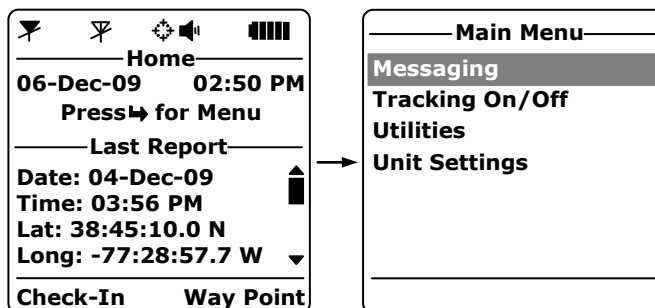 Home
06-Dec-09 02:50 PM
Press↵ for Menu
Last Report
Date: 04-Dec-09
Time: 03:56 PM
Lat: 38:45:10.0 N
Long: -77:28:57.7 W
Check-In Way Point
Main Menu
Messaging
Tracking On/Off
Utilities
Unit Settings